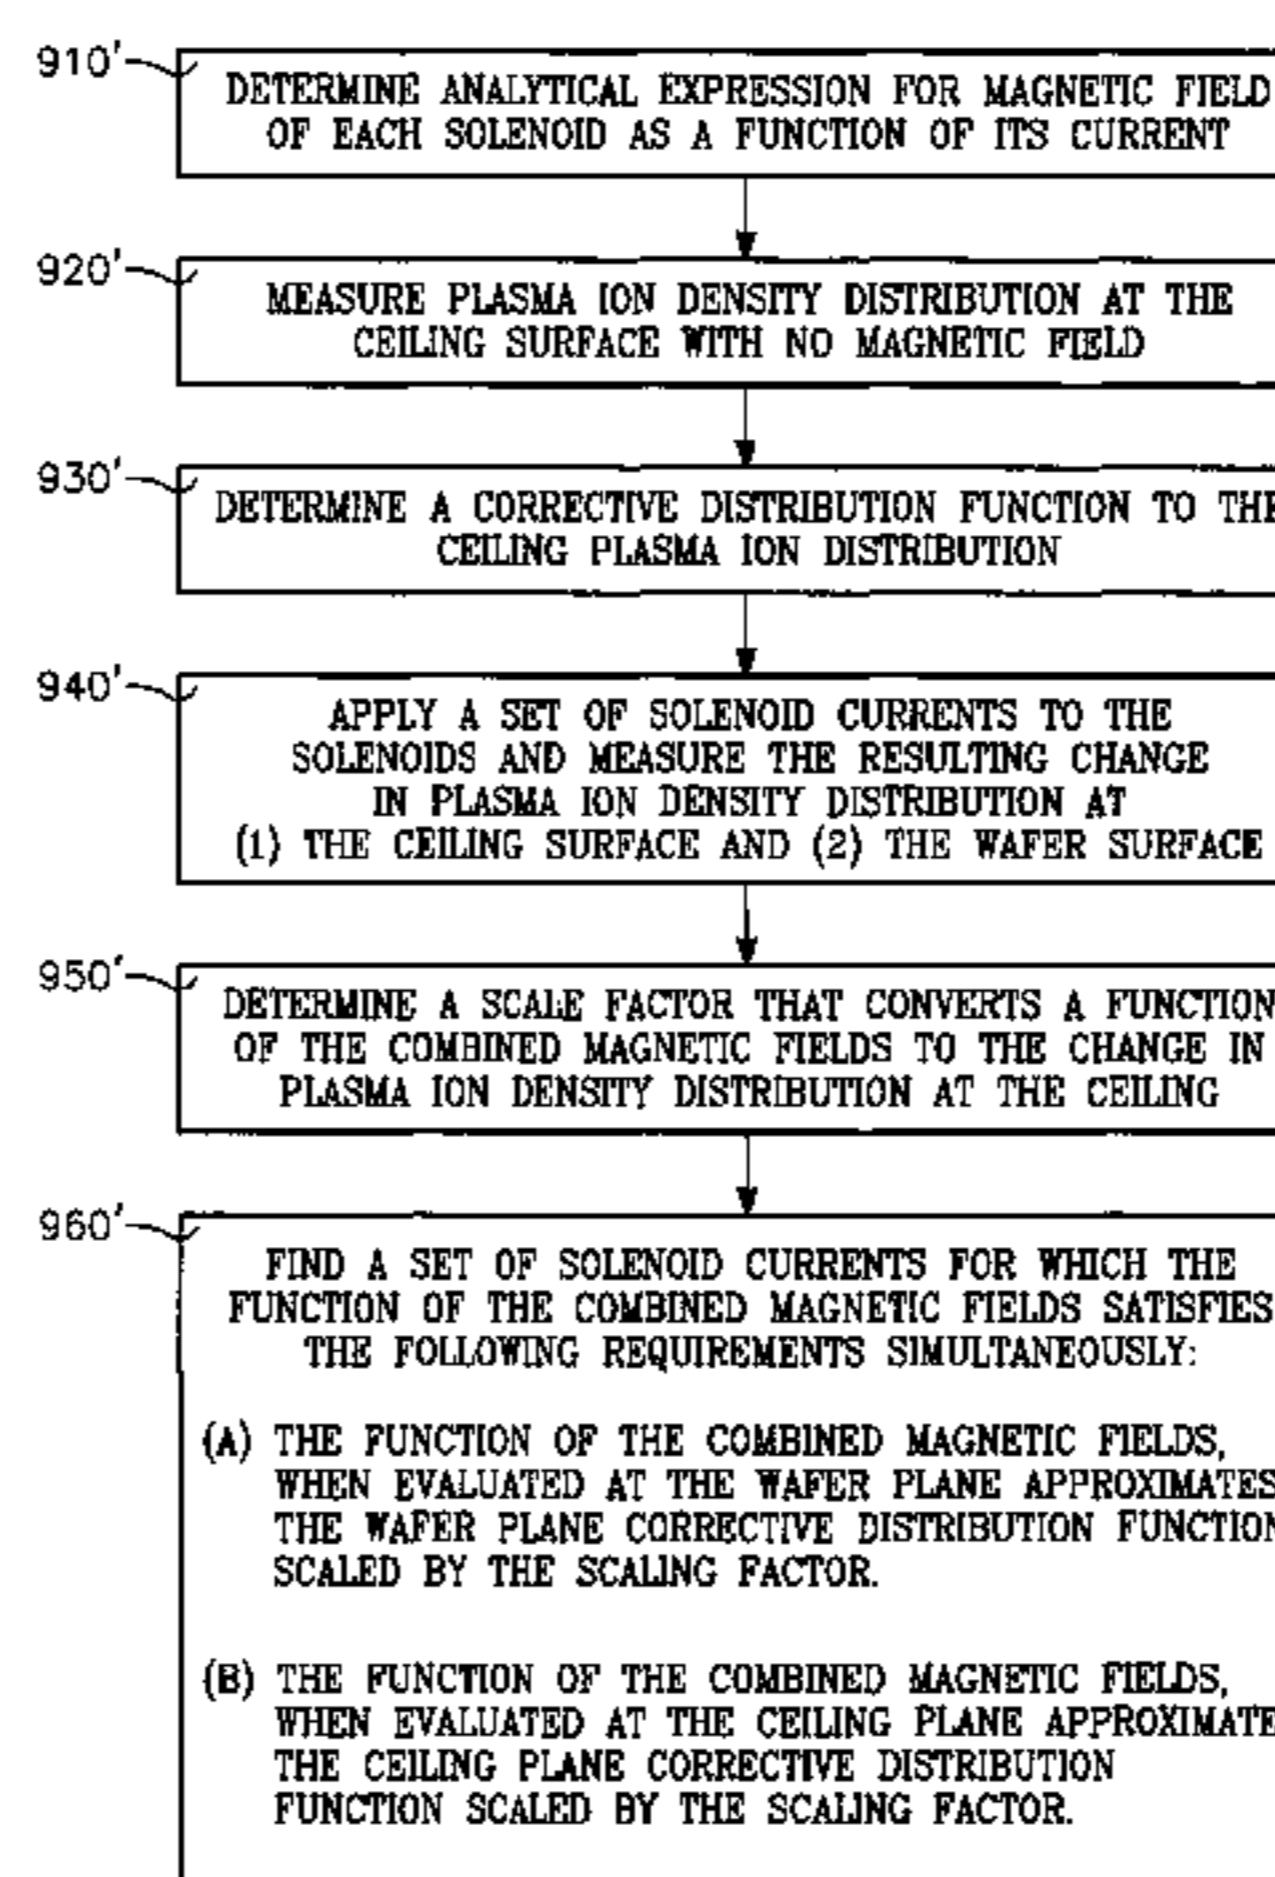 910'
DETERMINE ANALYTICAL EXPRESSION FOR MAGNETIC FIELD
OF EACH SOLENOID AS A FUNCTION OF ITS CURRENT
920'
MEASURE PLASMA ION DENSITY DISTRIBUTION AT THE
CEILING SURFACE WITH NO MAGNETIC FIELD
930'
DETERMINE A CORRECTIVE DISTRIBUTION FUNCTION TO THE
CEILING PLASMA ION DISTRIBUTION
940'
APPLY A SET OF SOLENOID CURRENTS TO THE
SOLENOIDS AND MEASURE THE RESULTING CHANGE
IN PLASMA ION DENSITY DISTRIBUTION AT
(1) THE CEILING SURFACE AND (2) THE WAFER SURFACE
950'
DETERMINE A SCALE FACTOR THAT CONVERTS A FUNCTION
OF THE COMBINED MAGNETIC FIELDS TO THE CHANGE IN
PLASMA ION DENSITY DISTRIBUTION AT THE CEILING
960'
FIND A SET OF SOLENOID CURRENTS FOR WHICH THE
FUNCTION OF THE COMBINED MAGNETIC FIELDS SATISFIES
THE FOLLOWING REQUIREMENTS SIMULTANEOUSLY:
(A) THE FUNCTION OF THE COMBINED MAGNETIC FIELDS,
WHEN EVALUATED AT THE WAFER PLANE APPROXIMATES
THE WAFER PLANE CORRECTIVE DISTRIBUTION FUNCTION
SCALED BY THE SCALING FACTOR.
(B) THE FUNCTION OF THE COMBINED MAGNETIC FIELDS,
WHEN EVALUATED AT THE CEILING PLANE APPROXIMATE
THE CEILING PLANE CORRECTIVE DISTRIBUTION
FUNCTION SCALED BY THE SCALING FACTOR.